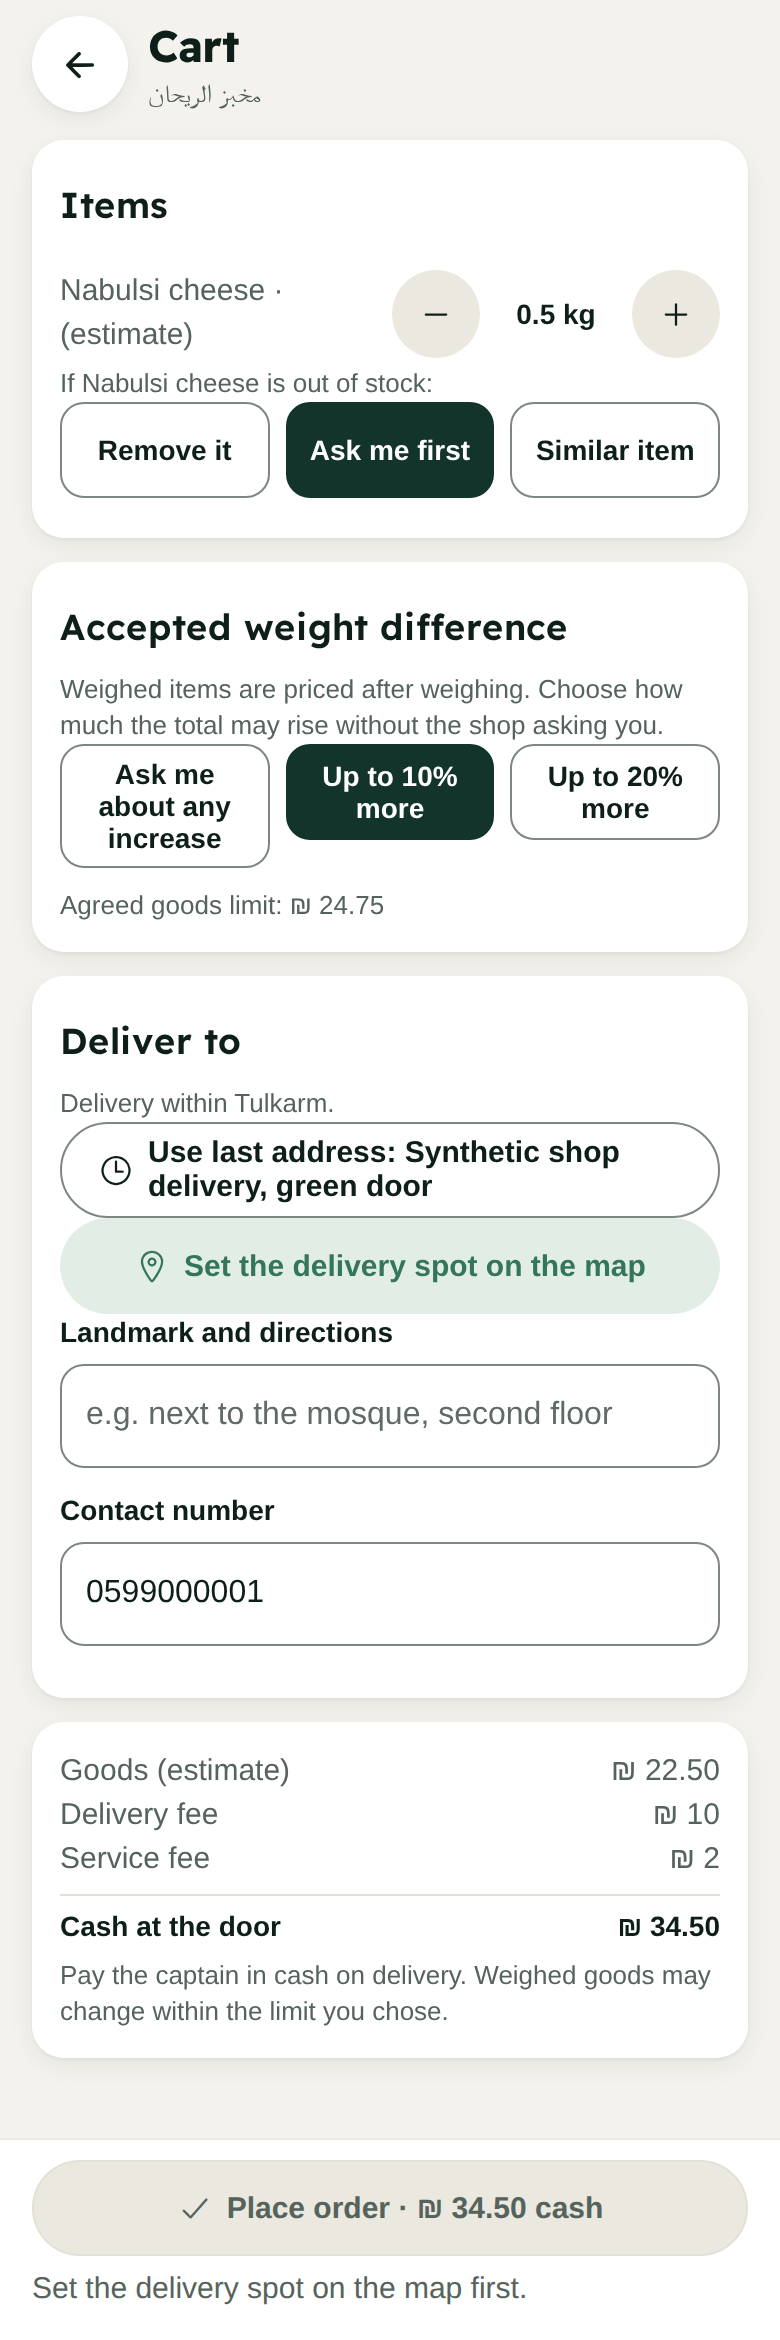 Cart
مخبز الريحان
Items
Nabulsi cheese ·
(estimate)
0.5 kg
If Nabulsi cheese is out of stock:
Remove it
Ask me first
Similar item
Accepted weight difference
Weighed items are priced after weighing. Choose how
much the total may rise without the shop asking you.
Ask me
about any
increase
Up to 10%
more
Up to 20%
more
Agreed goods limit: ₪ 24.75
Deliver to
Delivery within Tulkarm.
Use last address: Synthetic shop
delivery, green door
Set the delivery spot on the map
Landmark and directions
e.g. next to the mosque, second floor
Contact number
0599000001
Goods (estimate) ₪ 22.50
Delivery fee ₪ 10
Service fee ₪ 2
Cash at the door ₪ 34.50
Pay the captain in cash on delivery. Weighed goods may
change within the limit you chose.
Place order · ₪ 34.50 cash
Set the delivery spot on the map first.